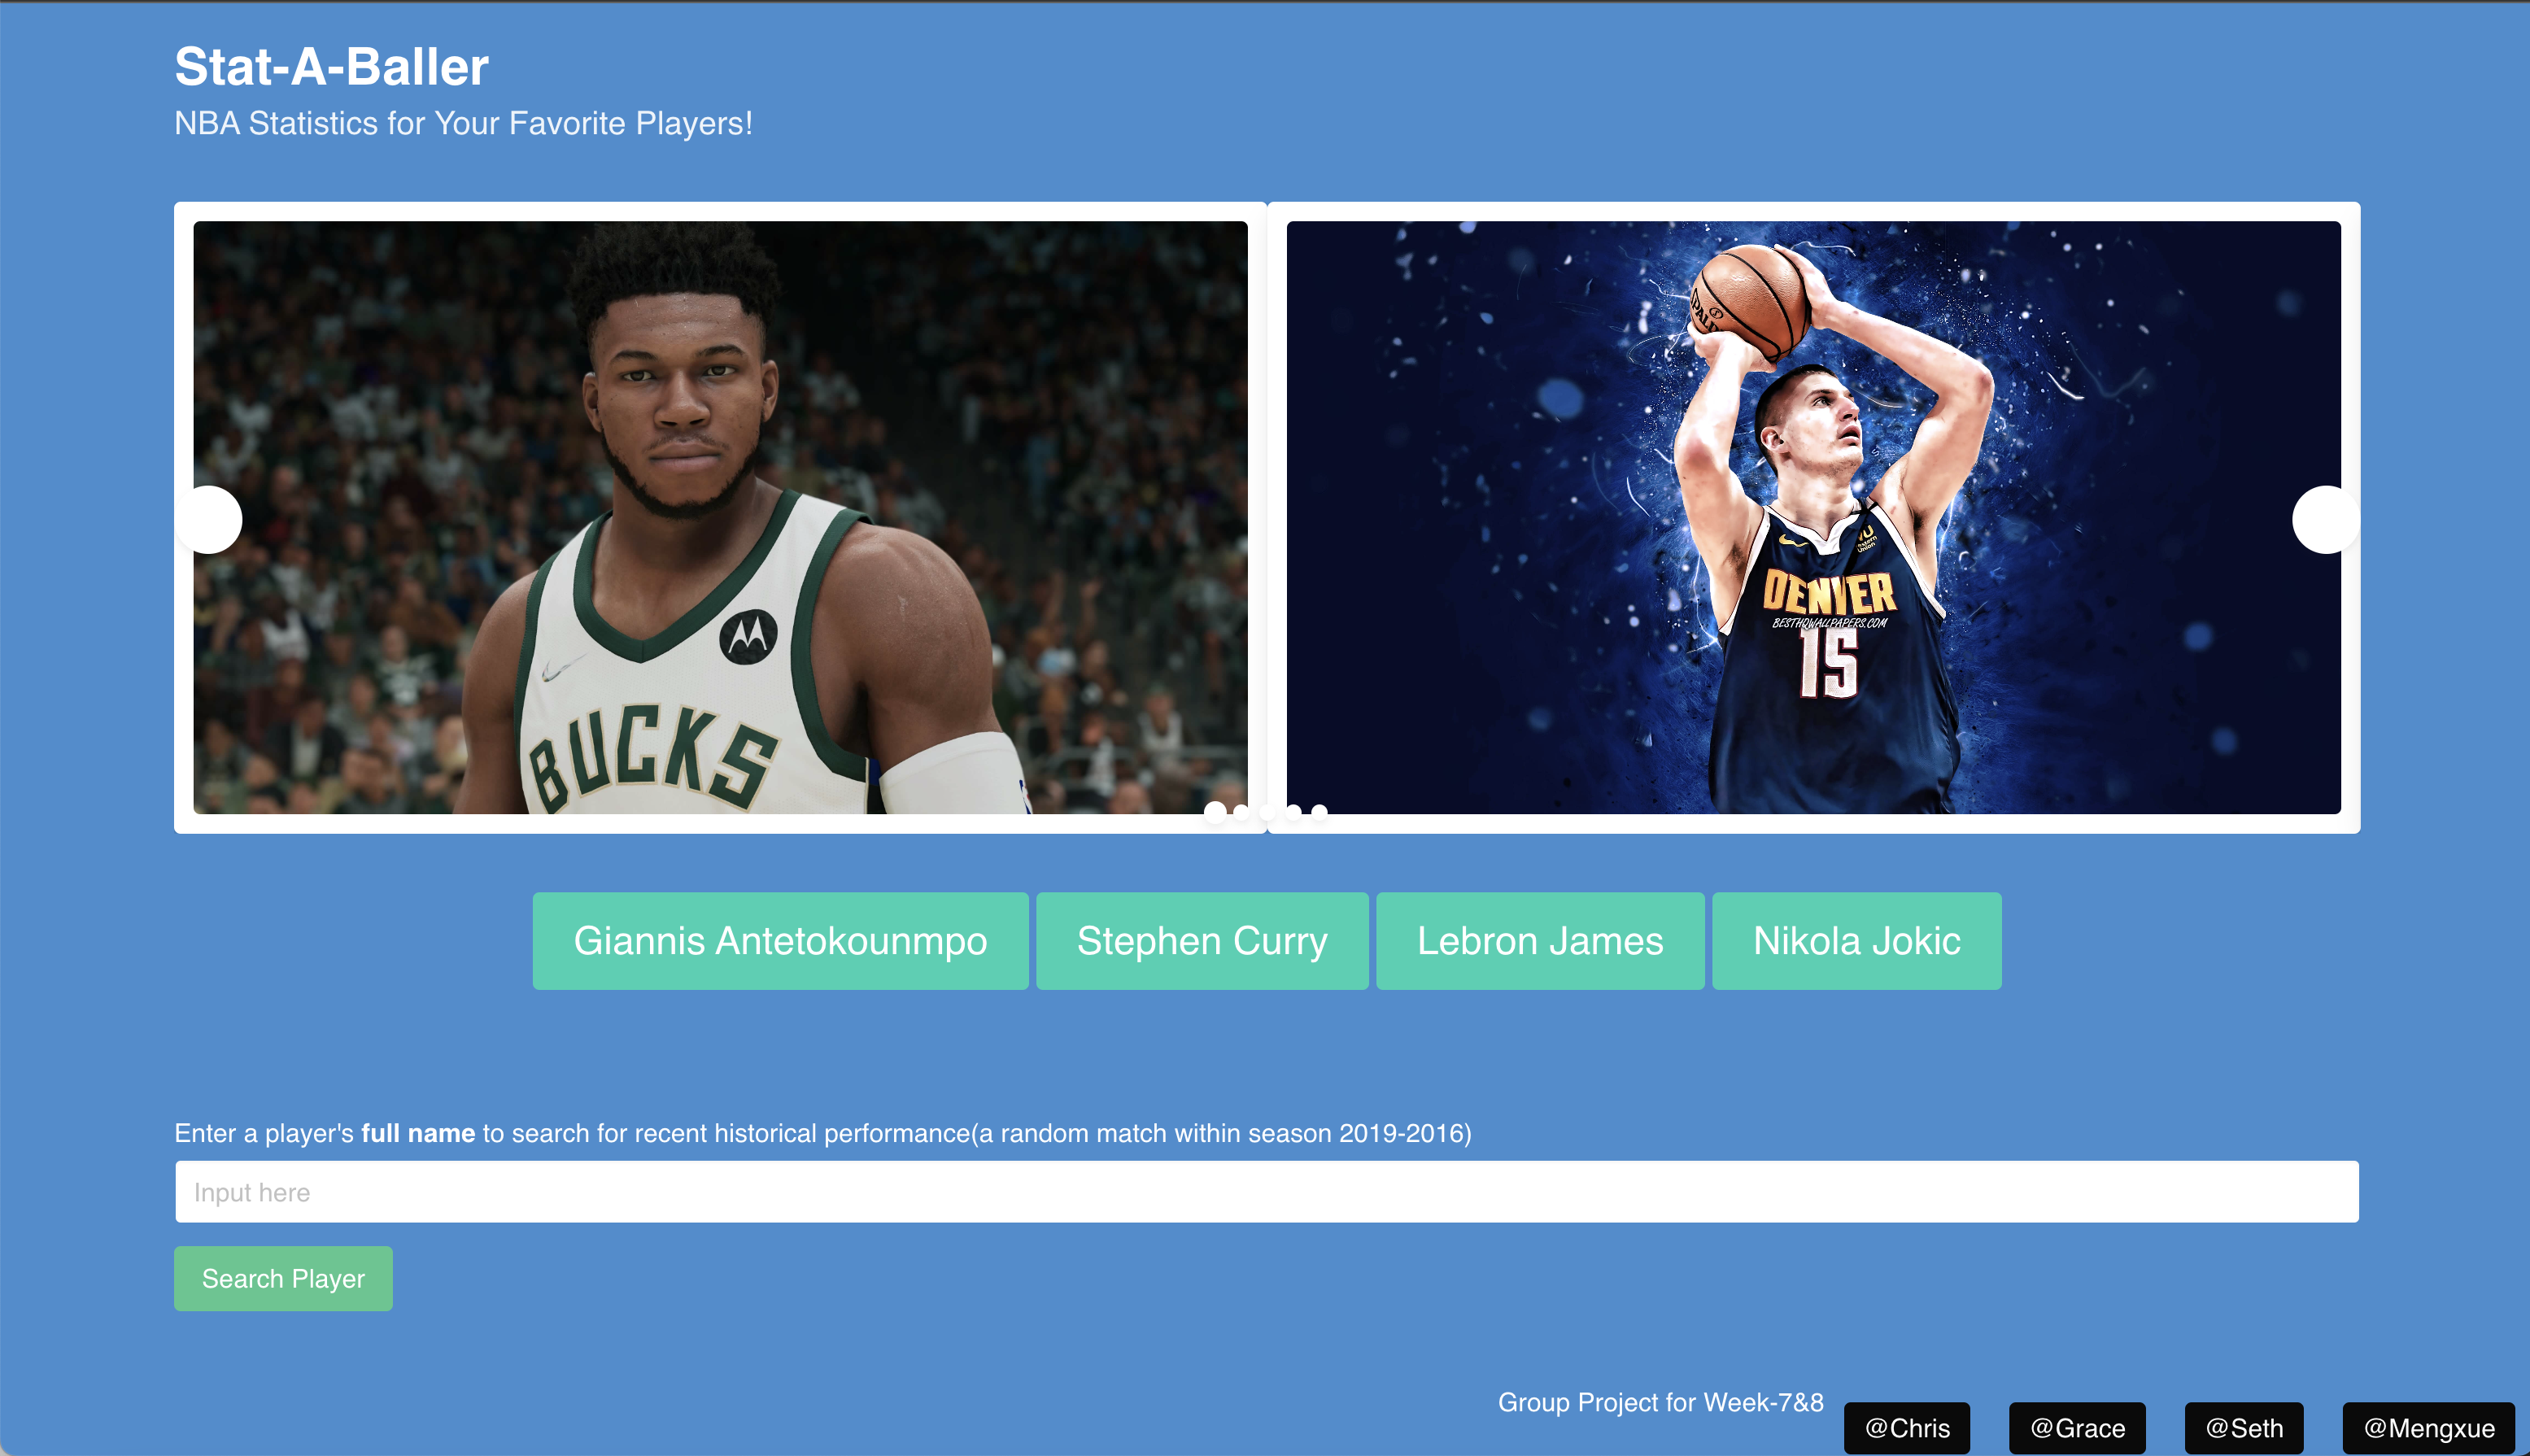 Stat-A-Baller
NBA Statistics for Your Favorite Players!
BUCKS
SPALDING
DENVER
BESTHQWALLPAPERS.COM
15
Giannis Antetokounmpo
Stephen Curry
Lebron James
Nikola Jokic
Enter a player's full name to search for recent historical performance(a random match within season 2019-2016)
Input here
Search Player
Group Project for Week-7&8
@Chris
@Grace
@Seth
@Mengxue